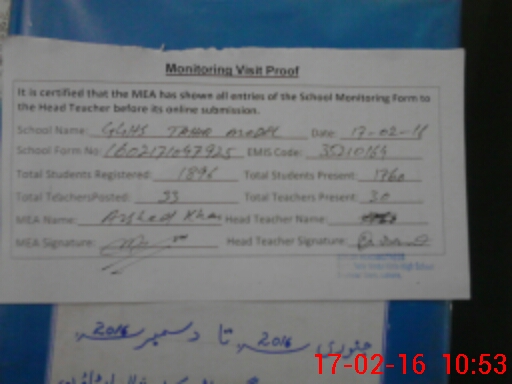 Monitoring Visit Proof
It is certified that the MEA has shown all entries of the School Monitoring Form to
the Head Teacher before its online submission.
School Name: GGHS TAHA MODEL Date: 17-02-16
School Form No: 1602171047925 EMIS Code: 35210164
Total Students Registered: 1896 Total Students Present: 1760
Total TeachersPosted: 33 Total Teachers Present: 30
MEA Name: Arshad Khan Head Teacher Name:
MEA Signature: Head Teacher Signature:
جنوری 2016 تا دسمبر 2016
17-02-16 10:53